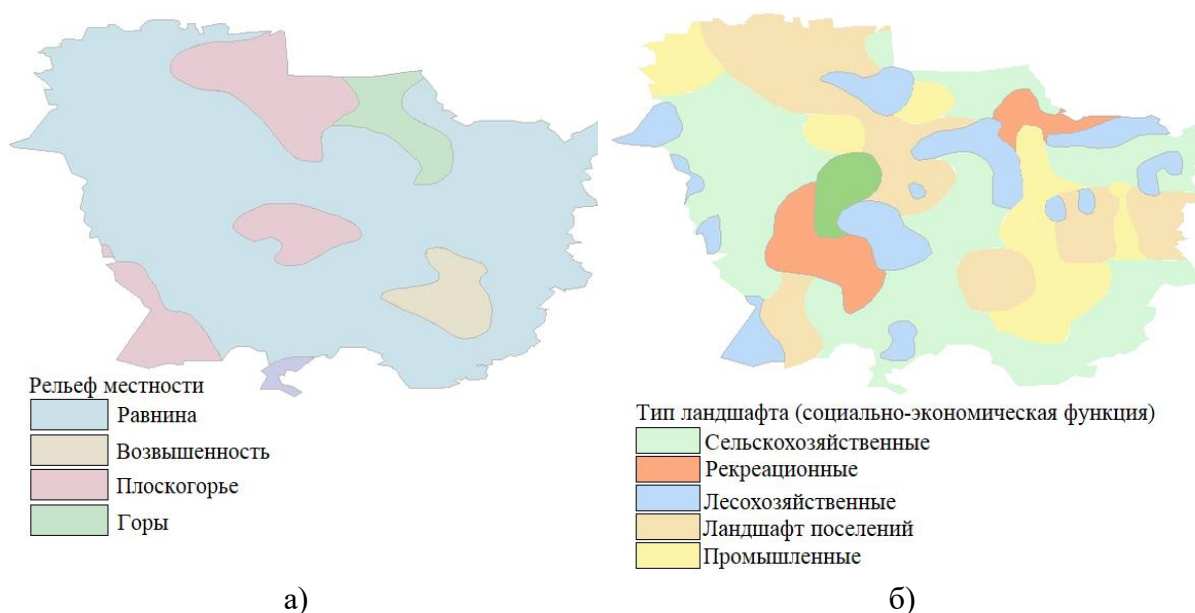 Рельеф местности
Равнина
Возвышенность
Плоскогорье
Горы
а)
Тип ландшафта (социально-экономическая функция)
Сельскохозяйственные
Рекреационные
Лесохозяйственные
Ландшафт поселений
Промышленные
б)